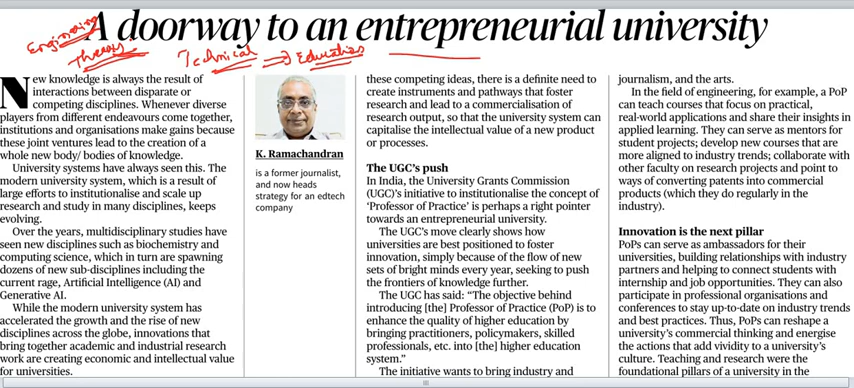 A doorway to an entrepreneurial university
Engineering
Theory
Technical ⇒ Education
New knowledge is always the result of
interactions between disparate or
competing disciplines. Whenever diverse
players from different endeavours come together,
institutions and organisations make gains because
these joint ventures lead to the creation of a
whole new body/ bodies of knowledge.
University systems have always seen this. The
modern university system, which is a result of
large efforts to institutionalise and scale up
research and study in many disciplines, keeps
evolving.
Over the years, multidisciplinary studies have
seen new disciplines such as biochemistry and
computing science, which in turn are spawning
dozens of new sub-disciplines including the
current rage, Artificial Intelligence (AI) and
Generative AI.
While the modern university system has
accelerated the growth and the rise of new
disciplines across the globe, innovations that
bring together academic and industrial research
work are creating economic and intellectual value
for universities.
K. Ramachandran
is a former journalist,
and now heads
strategy for an edtech
company
these competing ideas, there is a definite need to
create instruments and pathways that foster
research and lead to a commercialisation of
research output, so that the university system can
capitalise the intellectual value of a new product
or processes.
The UGC's push
In India, the University Grants Commission
(UGC)'s initiative to institutionalise the concept of
'Professor of Practice' is perhaps a right pointer
towards an entrepreneurial university.
The UGC's move clearly shows how
universities are best positioned to foster
innovation, simply because of the flow of new
sets of bright minds every year, seeking to push
the frontiers of knowledge further.
The UGC has said: "The objective behind
introducing [the] Professor of Practice (PoP) is to
enhance the quality of higher education by
bringing practitioners, policymakers, skilled
professionals, etc. into [the] higher education
system."
The initiative wants to bring industry and
journalism, and the arts.
In the field of engineering, for example, a PoP
can teach courses that focus on practical,
real-world applications and share their insights in
applied learning. They can serve as mentors for
student projects; develop new courses that are
more aligned to industry trends; collaborate with
other faculty on research projects and point to
ways of converting patents into commercial
products (which they do regularly in the
industry).
Innovation is the next pillar
PoPs can serve as ambassadors for their
universities, building relationships with industry
partners and helping to connect students with
internship and job opportunities. They can also
participate in professional organisations and
conferences to stay up-to-date on industry trends
and best practices. Thus, PoPs can reshape a
university's commercial thinking and energise
the actions that add vividity to a university's
culture. Teaching and research were the
foundational pillars of a university in the